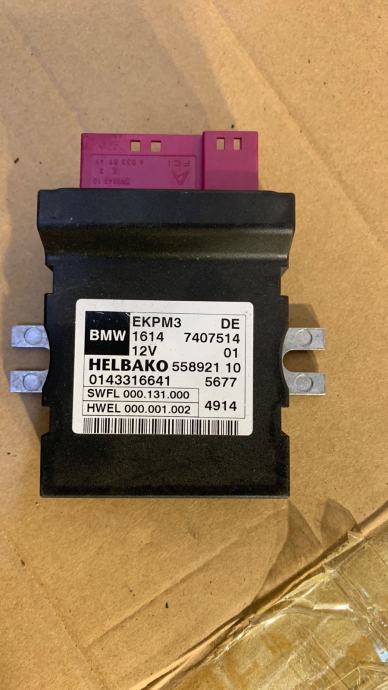 FCI
BMW
EKPM3 DE
1614 7407514
12V 01
HELBAKO 558921 10
0143316641 5677
SWFL 000.131.000
HWEL 000.001.002 4914